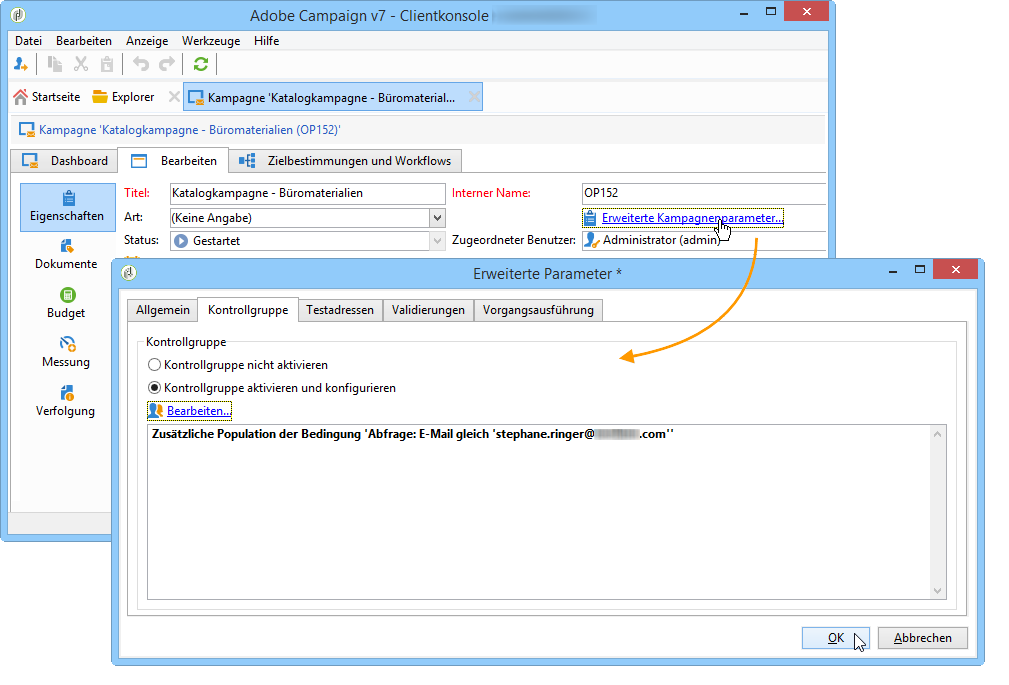 Adobe Campaign v7 - Clientkonsole
Datei Bearbeiten Anzeige Werkzeuge Hilfe
Startseite Explorer Kampagne 'Katalogkampagne - Büromaterial...
Kampagne 'Katalogkampagne - Büromaterialien (OP152)'
Dashboard Bearbeiten Zielbestimmungen und Workflows
Eigenschaften
Dokumente
Budget
Messung
Verfolgung
Titel: Katalogkampagne - Büromaterialien Interner Name: OP152
Art: (Keine Angabe) Erweiterte Kampagnenparameter...
Status: Gestartet Zugeordneter Benutzer: Administrator (admin)
Erweiterte Parameter *
Allgemein Kontrollgruppe Testadressen Validierungen Vorgangsausführung
Kontrollgruppe
Kontrollgruppe nicht aktivieren
Kontrollgruppe aktivieren und konfigurieren
Bearbeiten...
Zusätzliche Population der Bedingung 'Abfrage: E-Mail gleich 'stephane.ringer@ .com''
OK Abbrechen